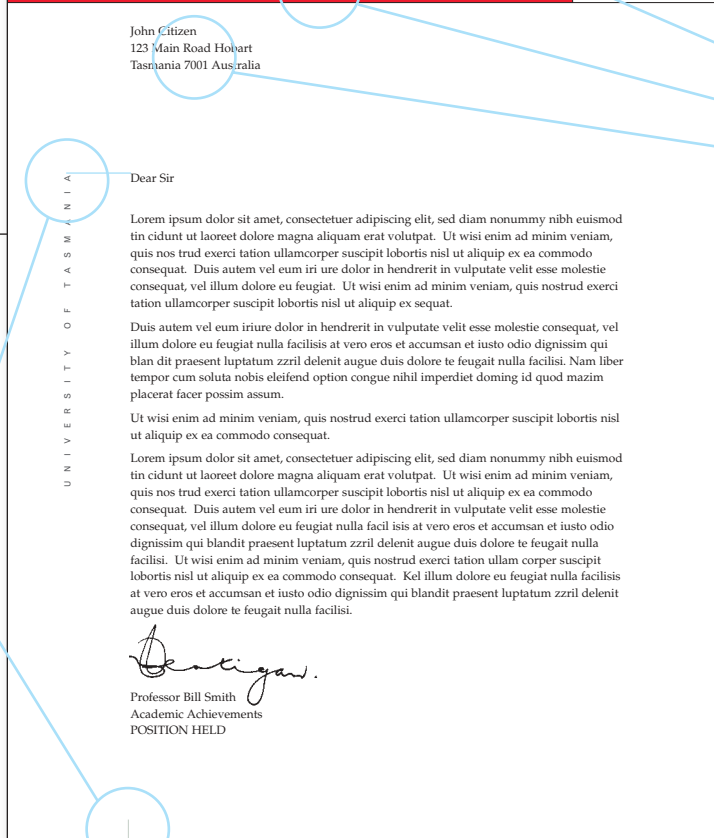 John Citizen
123 Main Road Hobart
Tasmania 7001 Australia
UNIVERSITY OF TASMANIA
Dear Sir
Lorem ipsum dolor sit amet, consectetuer adipiscing elit, sed diam nonummy nibh euismod
tin cidunt ut laoreet dolore magna aliquam erat volutpat.  Ut wisi enim ad minim veniam,
quis nos trud exerci tation ullamcorper suscipit lobortis nisl ut aliquip ex ea commodo
consequat.  Duis autem vel eum iri ure dolor in hendrerit in vulputate velit esse molestie
consequat, vel illum dolore eu feugiat.  Ut wisi enim ad minim veniam, quis nostrud exerci
tation ullamcorper suscipit lobortis nisl ut aliquip ex sequat.
Duis autem vel eum iriure dolor in hendrerit in vulputate velit esse molestie consequat, vel
illum dolore eu feugiat nulla facilisis at vero eros et accumsan et iusto odio dignissim qui
blan dit praesent luptatum zzril delenit augue duis dolore te feugait nulla facilisi. Nam liber
tempor cum soluta nobis eleifend option congue nihil imperdiet doming id quod mazim
placerat facer possim assum.
Ut wisi enim ad minim veniam, quis nostrud exerci tation ullamcorper suscipit lobortis nisl
ut aliquip ex ea commodo consequat.
Lorem ipsum dolor sit amet, consectetuer adipiscing elit, sed diam nonummy nibh euismod
tin cidunt ut laoreet dolore magna aliquam erat volutpat.  Ut wisi enim ad minim veniam,
quis nos trud exerci tation ullamcorper suscipit lobortis nisl ut aliquip ex ea commodo
consequat.  Duis autem vel eum iri ure dolor in hendrerit in vulputate velit esse molestie
consequat, vel illum dolore eu feugiat nulla facil isis at vero eros et accumsan et iusto odio
dignissim qui blandit praesent luptatum zzril delenit augue duis dolore te feugait nulla
facilisi.  Ut wisi enim ad minim veniam, quis nostrud exerci tation ullam corper suscipit
lobortis nisl ut aliquip ex ea commodo consequat.  Kel illum dolore eu feugiat nulla facilisis
at vero eros et accumsan et iusto odio dignissim qui blandit praesent luptatum zzril delenit
augue duis dolore te feugait nulla facilisi.
Professor Bill Smith
Academic Achievements
POSITION HELD